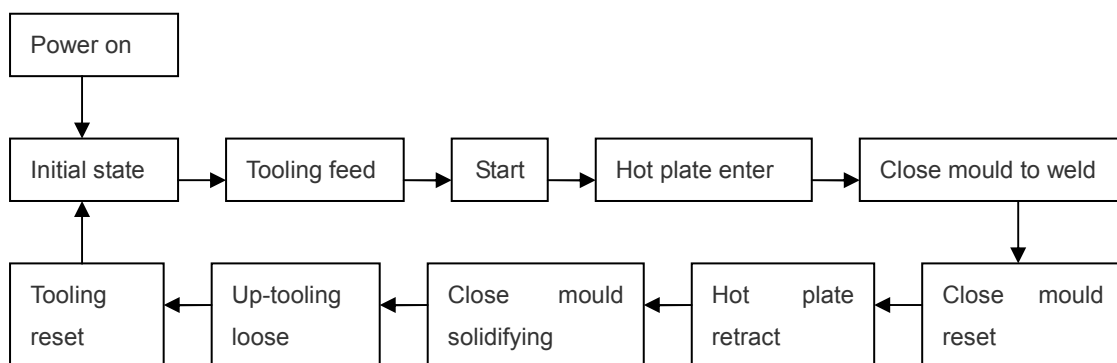 Power on
Initial state
Tooling feed
Start
Hot plate enter
Close mould to weld
Close mould
reset
Hot plate
retract
Close mould
solidifying
Up-tooling
loose
Tooling
reset